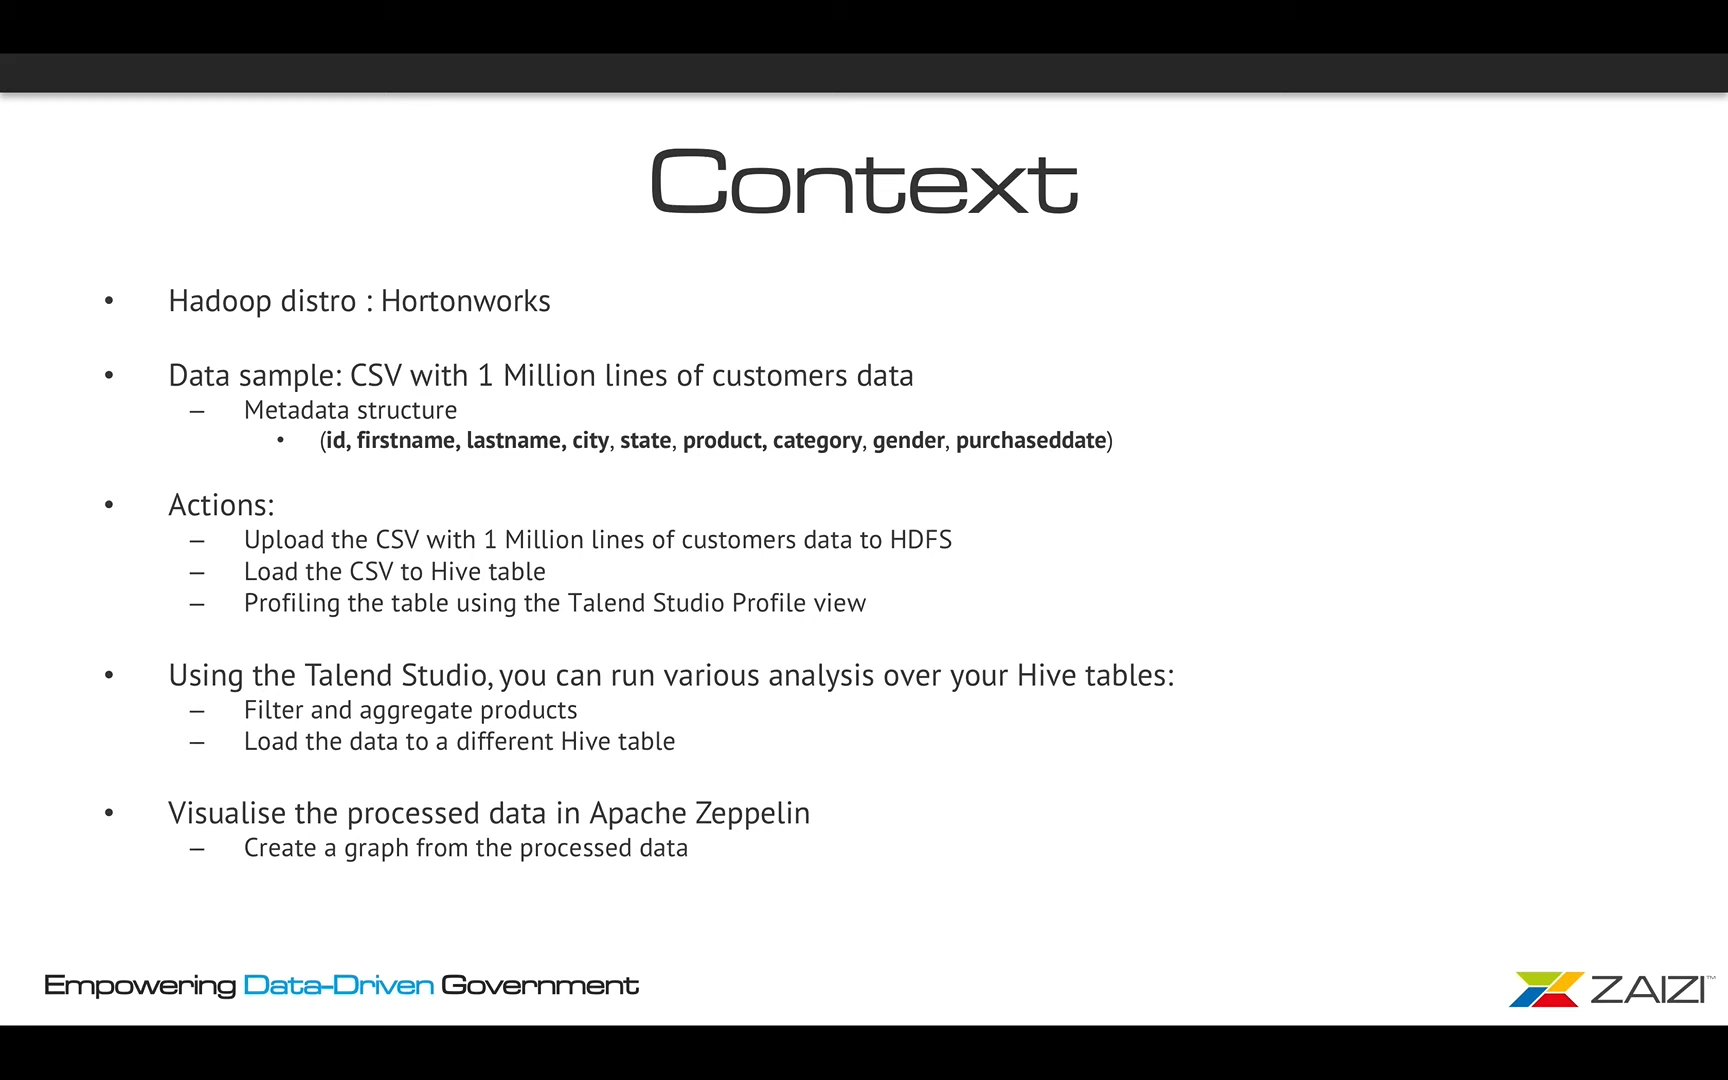 Context
• Hadoop distro : Hortonworks
• Data sample: CSV with 1 Million lines of customers data
– Metadata structure
• (id, firstname, lastname, city, state, product, category, gender, purchaseddate)
• Actions:
– Upload the CSV with 1 Million lines of customers data to HDFS
– Load the CSV to Hive table
– Profiling the table using the Talend Studio Profile view
• Using the Talend Studio, you can run various analysis over your Hive tables:
– Filter and aggregate products
– Load the data to a different Hive table
• Visualise the processed data in Apache Zeppelin
– Create a graph from the processed data
Empowering Data-Driven Government
ZAIZI™